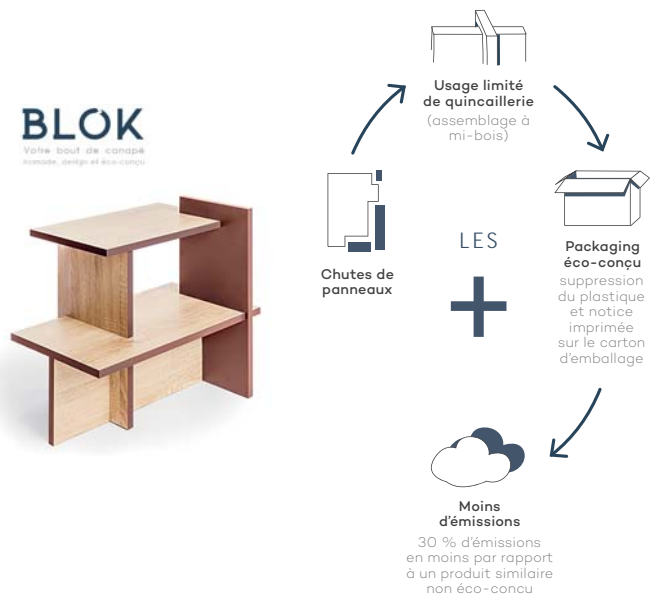 BLOK
Votre bout de canapé
nomade, design et éco-conçu
Usage limité
de quincaillerie
(assemblage à
mi-bois)
Chutes de
panneaux
LES
+
Packaging
éco-conçu
suppression
du plastique
et notice
imprimée
sur le carton
d'emballage
Moins
d'émissions
30 % d'émissions
en moins par rapport
à un produit similaire
non éco-conçu